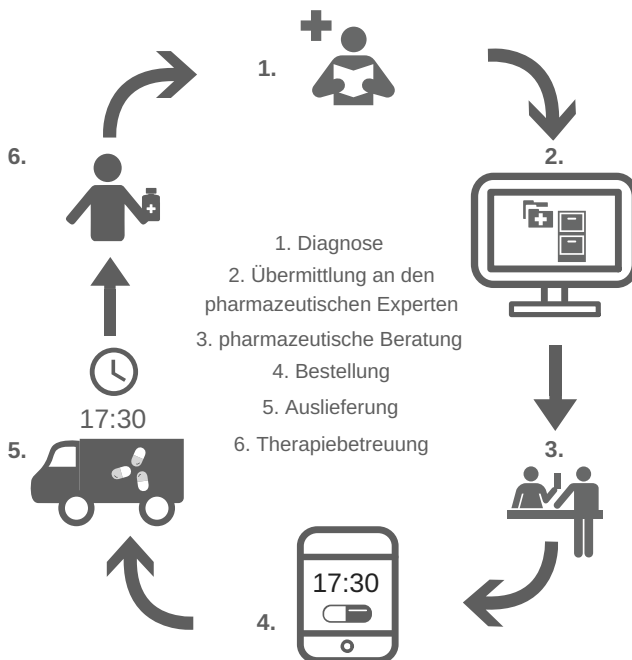 1.
2.
6.
1. Diagnose
2. Übermittlung an den
pharmazeutischen Experten
3. pharmazeutische Beratung
4. Bestellung
5. Auslieferung
6. Therapiebetreuung
17:30
5.
3.
17:30
4.